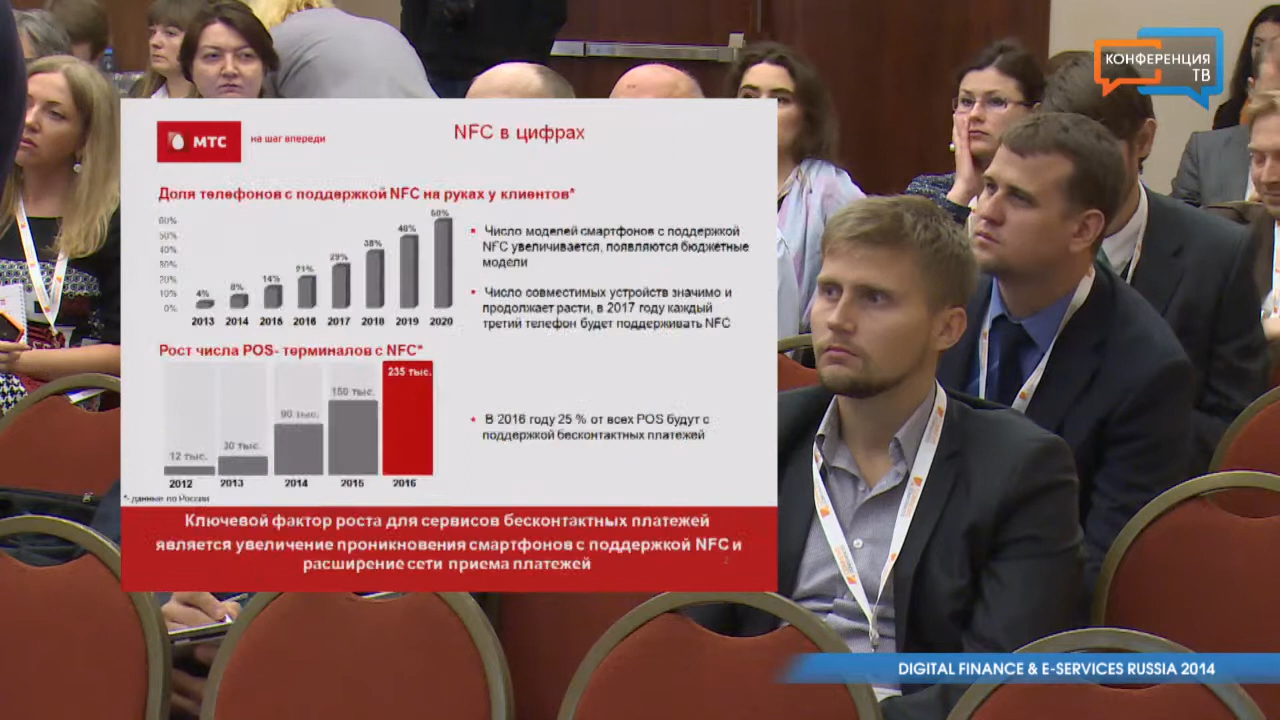 КОНФЕРЕНЦИЯ
ТВ
МТС
на шаг впереди
NFC в цифрах
Доля телефонов с поддержкой NFC на руках у клиентов*
60%
50%
40%
30%
20%
10%
0%
4%
8%
14%
21%
29%
38%
48%
60%
2013
2014
2015
2016
2017
2018
2019
2020
Число моделей смартфонов с поддержкой
NFC увеличивается, появляются бюджетные
модели
Число совместимых устройств значимо и
продолжает расти, в 2017 году каждый
третий телефон будет поддерживать NFC
Рост числа POS- терминалов с NFC*
12 тыс.
30 тыс.
90 тыс.
150 тыс.
235 тыс.
2012
2013
2014
2015
2016
В 2016 году 25 % от всех POS будут с
поддержкой бесконтактных платежей
*- данные по России
Ключевой фактор роста для сервисов бесконтактных платежей
является увеличение проникновения смартфонов с поддержкой NFC и
расширение сети приема платежей
2
DIGITAL FINANCE & E-SERVICES RUSSIA 2014